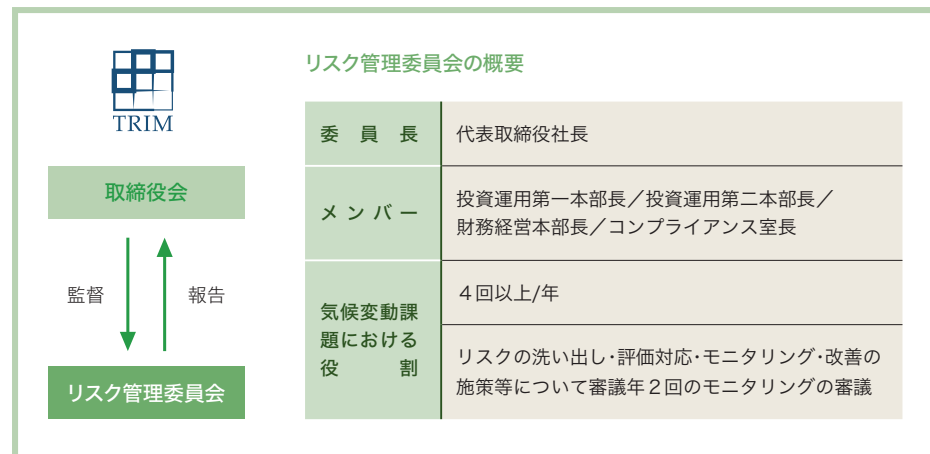 TRIM
取締役会
監督
報告
リスク管理委員会
リスク管理委員会の概要
委員長
代表取締役社長
メンバー
投資運用第一本部長／投資運用第二本部長／
財務経営本部長／コンプライアンス室長
気候変動課
題における
役割
４回以上/年
リスクの洗い出し・評価対応・モニタリング・改善の
施策等について審議年２回のモニタリングの審議